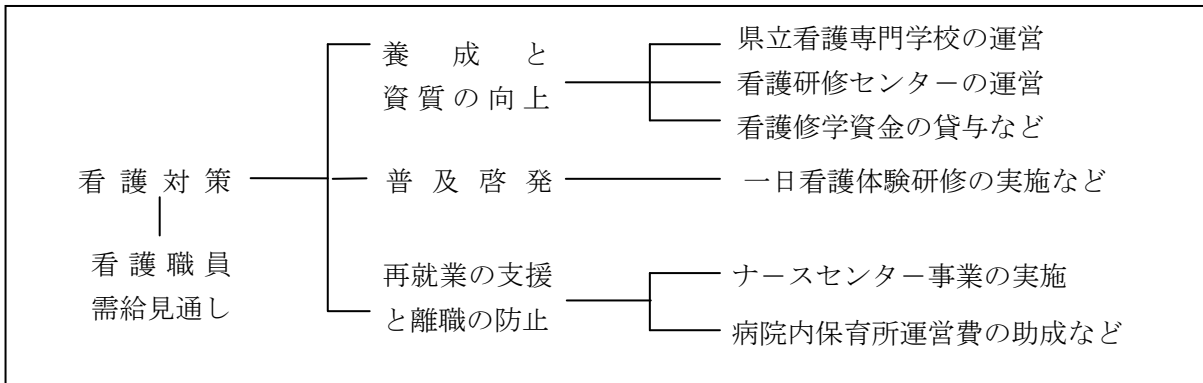 看護対策
看護職員
需給見通し
養成と
資質の向上
県立看護専門学校の運営
看護研修センターの運営
看護修学資金の貸与など
普及啓発
一日看護体験研修の実施など
再就業の支援
と離職の防止
ナースセンター事業の実施
病院内保育所運営費の助成など